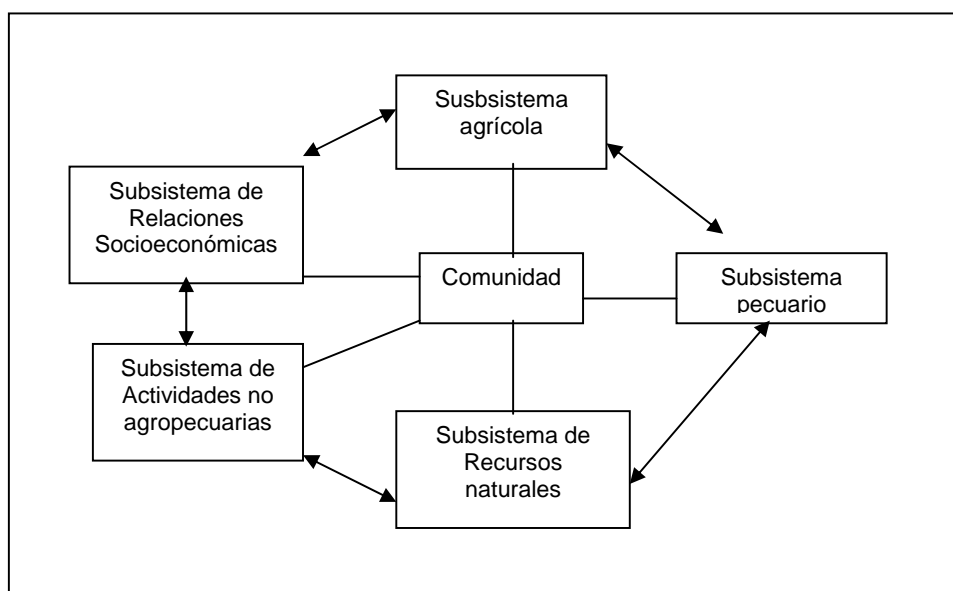 Susbsistema
agrícola
Subsistema de
Relaciones
Socioeconómicas
Comunidad
Subsistema
pecuario
Subsistema de
Actividades no
agropecuarias
Subsistema de
Recursos
naturales